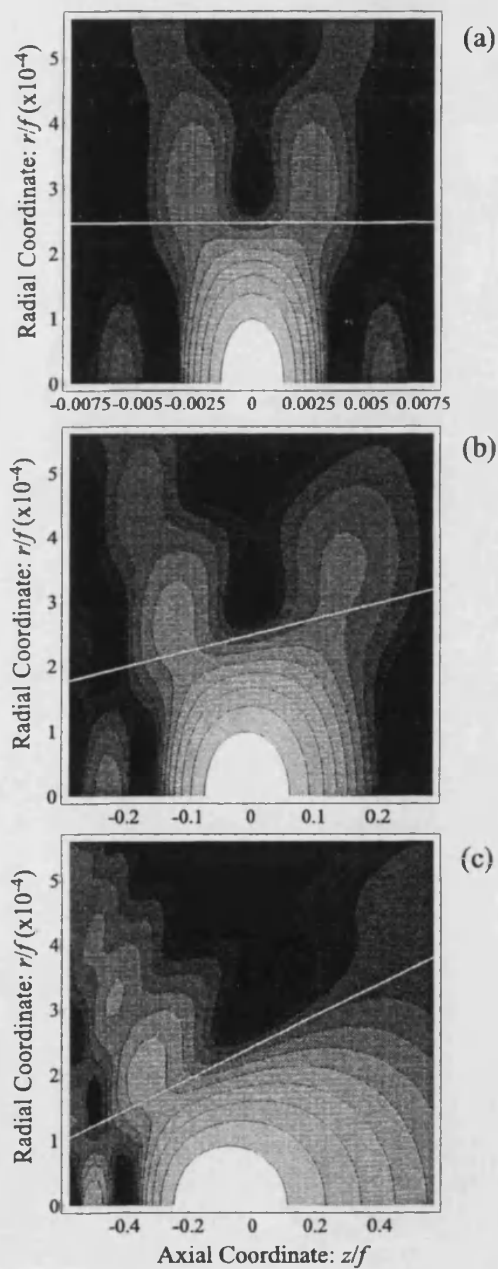 (a)
Radial Coordinate: r/f (x10⁻⁴)
5
4
3
2
1
0
-0.0075 -0.005 -0.0025 0 0.0025 0.005 0.0075
(b)
Radial Coordinate: r/f (x10⁻⁴)
5
4
3
2
1
0
-0.2 -0.1 0 0.1 0.2
(c)
Radial Coordinate: r/f (x10⁻⁴)
5
4
3
2
1
0
-0.4 -0.2 0 0.2 0.4
Axial Coordinate: z/f